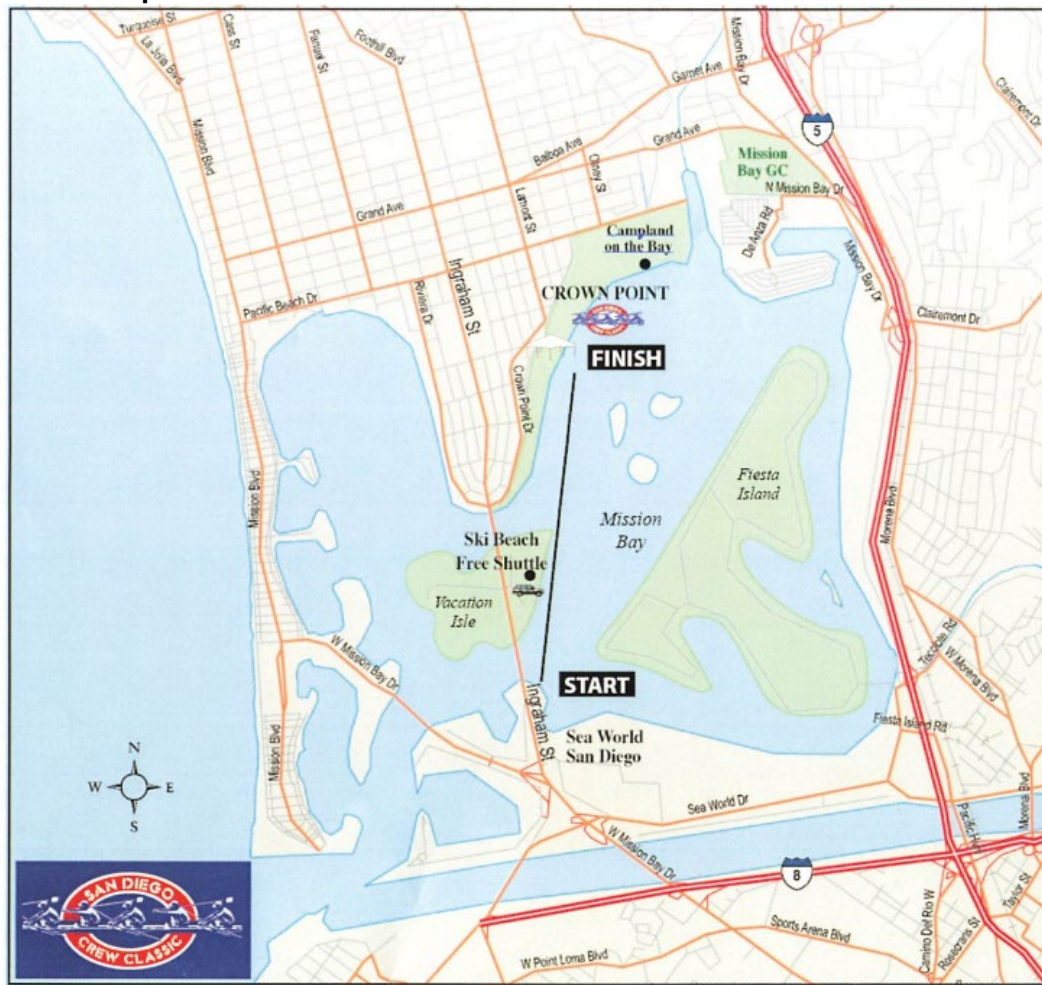 Turquoise St
La Jolla Blvd
Cass St
Fanuel St
Foothill Blvd
Mission Bay Dr
Garnet Ave
Clairemont Dr
Mission Blvd
5
Balboa Ave
Grand Ave
Olney St
Mission
Bay GC
N Mission Bay Dr
Grand Ave
Lamont St
Campland
on the Bay
De Anza Rd
Mission Bay Dr
Ingraham St
Riviera Dr
Pacific Beach Dr
CROWN POINT
SAN DIEGO
CREW CLASSIC
Clairemont Dr
FINISH
Crown Point Dr
Fiesta
Island
Mission Blvd
Morena Blvd
Mission
Bay
Ski Beach
Free Shuttle
Vacation
Isle
W Mission Bay Dr
Tecolote Rd
W Morena Blvd
START
Ingraham St
Fiesta Island Rd
Sea World
San Diego
Mission Blvd
N
W E
S
Sea World Dr
Morena Blvd
Pacific Hwy
W Mission Bay Dr
8
Taylor St
SAN DIEGO
CREW CLASSIC
Sports Arena Blvd
Camino Del Rio W
Rosecrans St
W Point Loma Blvd